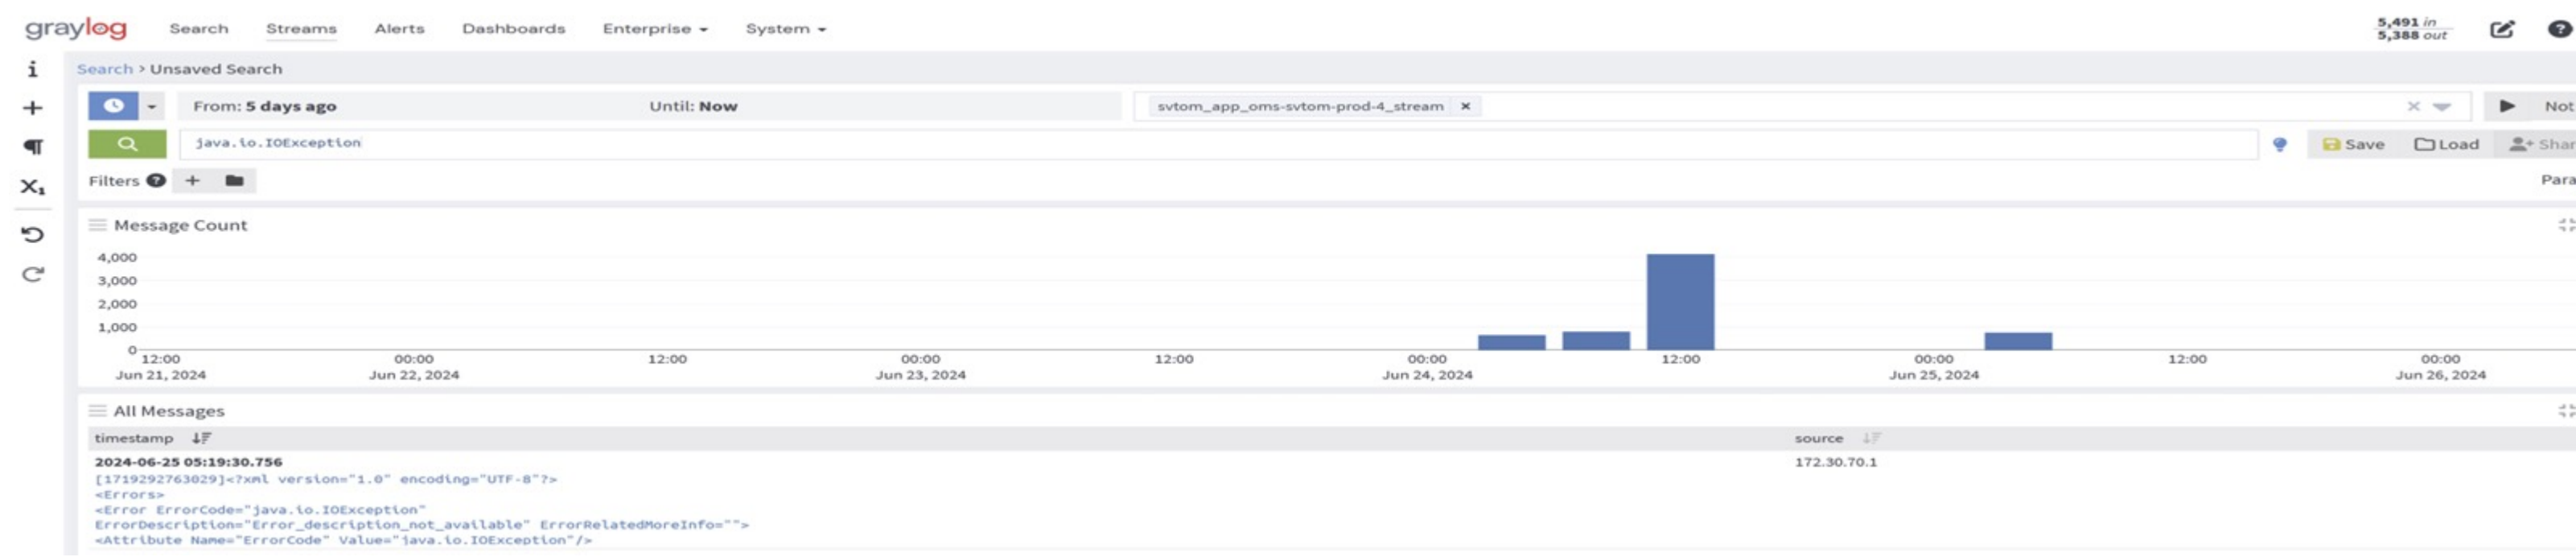 graylog Search Streams Alerts Dashboards Enterprise System 5,491 in
5,388 out
Search > Unsaved Search
From: 5 days ago Until: Now svtom_app_oms-svtom-prod-4_stream × Not
java.io.IOException Save Load Shar
Filters Para
Message Count
4,000
3,000
2,000
1,000
0
12:00 00:00 12:00 00:00 12:00 00:00 12:00 00:00 12:00 00:00
Jun 21, 2024 Jun 22, 2024 Jun 23, 2024 Jun 24, 2024 Jun 25, 2024 Jun 26, 2024
All Messages
timestamp source
2024-06-25 05:19:30.756 172.30.70.1
[1719292763029]<?xml version="1.0" encoding="UTF-8"?>
<Errors>
<Error ErrorCode="java.io.IOException"
ErrorDescription="Error_description_not_available" ErrorRelatedMoreInfo="">
<Attribute Name="ErrorCode" Value="java.io.IOException"/>